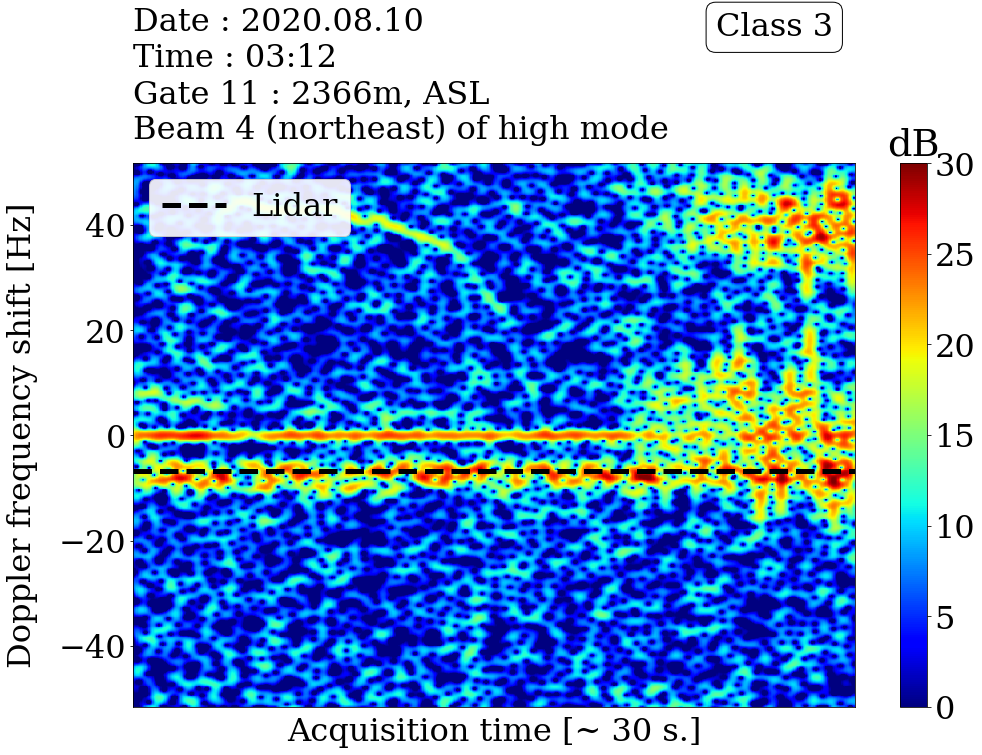 Date : 2020.08.10
Time : 03:12
Gate 11 : 2366m, ASL
Beam 4 (northeast) of high mode
Class 3
dB
Lidar
Doppler frequency shift [Hz]
40
20
0
−20
−40
Acquisition time [~ 30 s.]
30
25
20
15
10
5
0